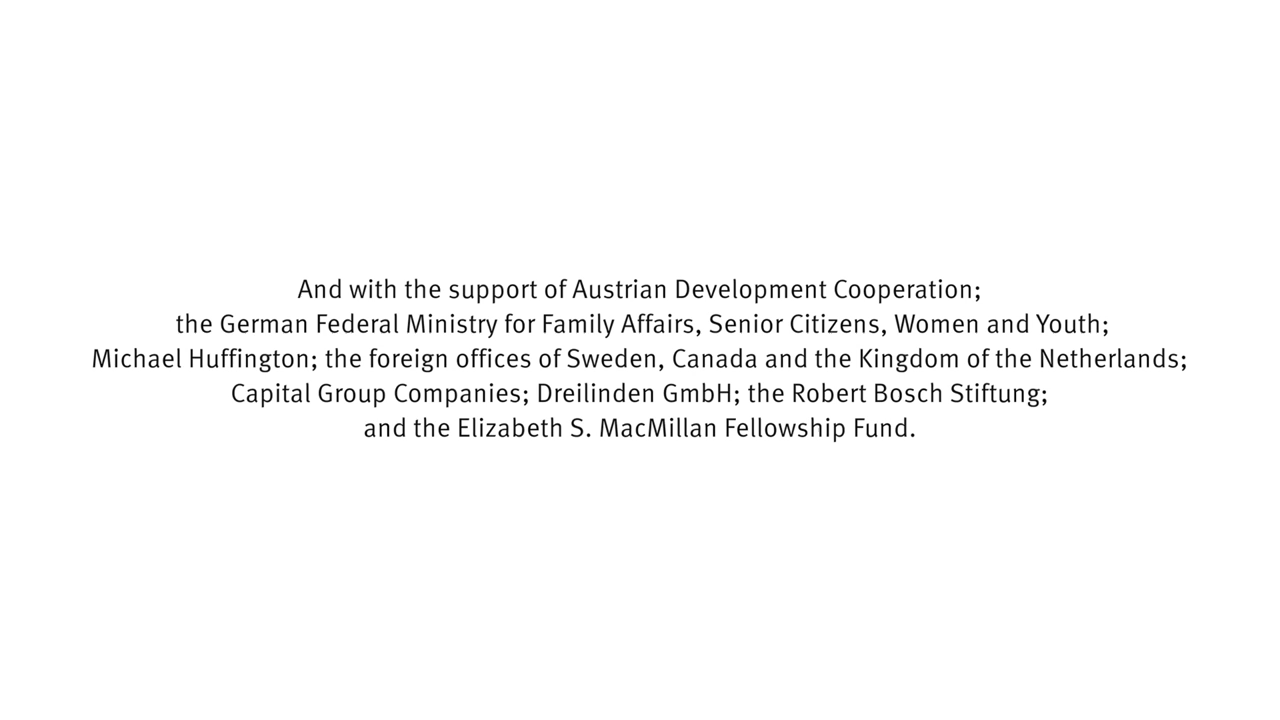 And with the support of Austrian Development Cooperation;
the German Federal Ministry for Family Affairs, Senior Citizens, Women and Youth;
Michael Huffington; the foreign offices of Sweden, Canada and the Kingdom of the Netherlands;
Capital Group Companies; Dreilinden GmbH; the Robert Bosch Stiftung;
and the Elizabeth S. MacMillan Fellowship Fund.